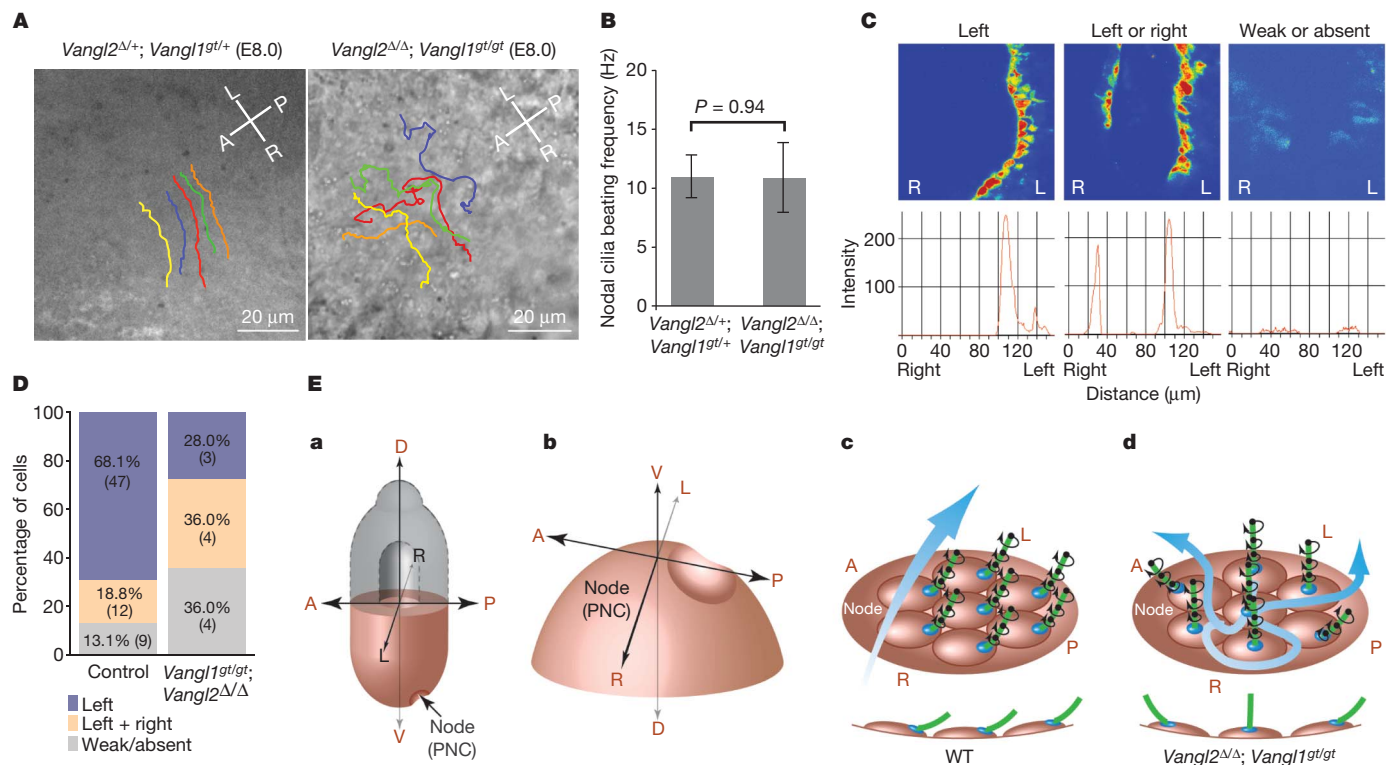 A
Vangl2Δ/+; Vangl1gt/+ (E8.0)
L
P
A
R
20 μm
Vangl2Δ/Δ; Vangl1gt/gt (E8.0)
L
P
A
R
20 μm
B
Nodal cilia beating frequency (Hz)
20
15
10
5
0
P = 0.94
Vangl2Δ/+;
Vangl1gt/+
Vangl2Δ/Δ;
Vangl1gt/gt
C
Left
Left or right
Weak or absent
R L
R L
R L
Intensity
200
100
0 40 80 120
Right Left
0 40 80 120
Right Left
0 40 80 120
Right Left
Distance (μm)
D
Percentage of cells
100
80
60
40
20
0
68.1%
(47)
18.8%
(12)
13.1% (9)
28.0%
(3)
36.0%
(4)
36.0%
(4)
Control
Vangl1gt/gt;
Vangl2Δ/Δ
Left
Left + right
Weak/absent
E
a
D
R
A
P
L
V
Node
(PNC)
b
V
L
A
P
Node
(PNC)
R
D
c
L
A
Node
P
R
WT
d
L
A
Node
P
R
Vangl2Δ/Δ; Vangl1gt/gt